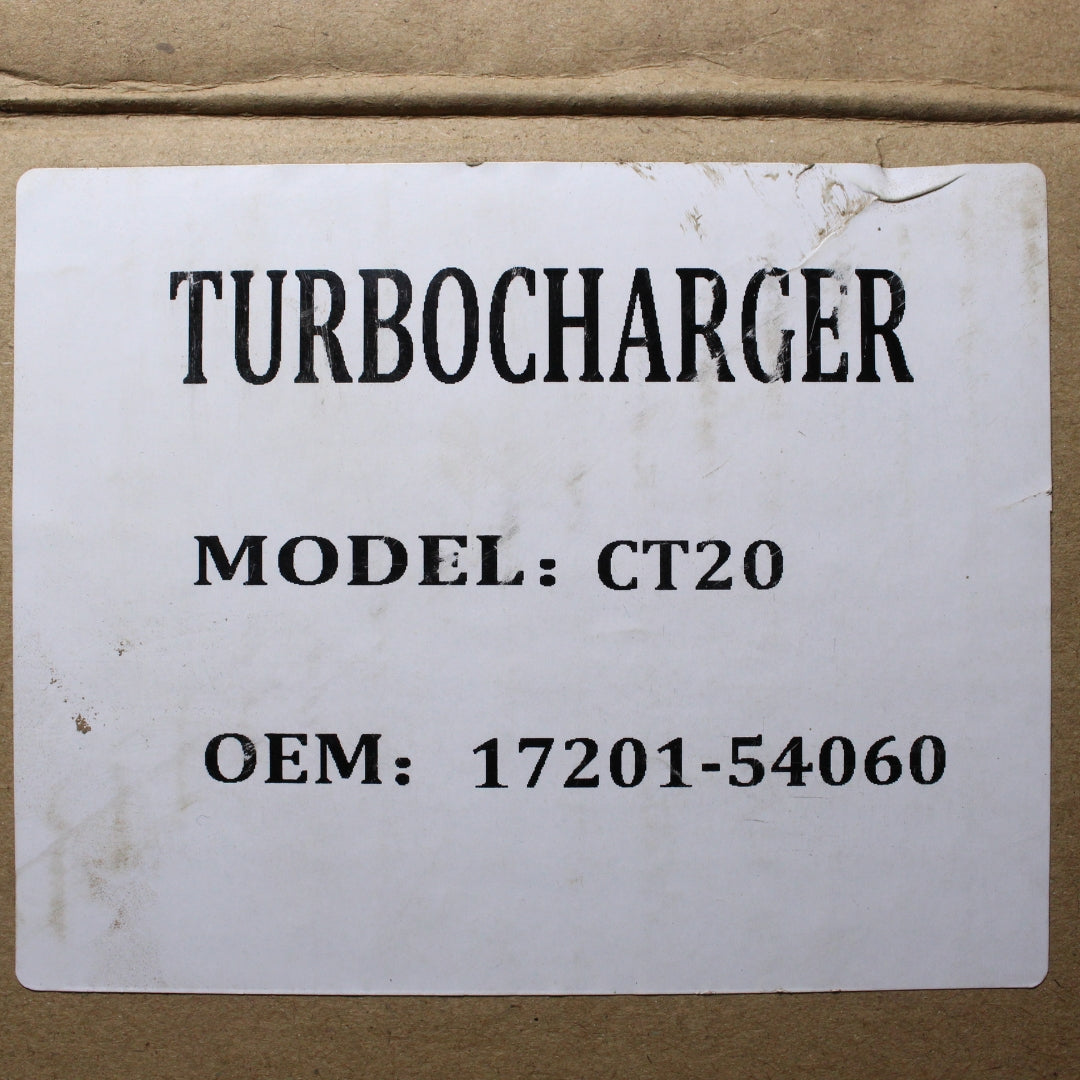 TURBOCHARGER
MODEL: CT20
OEM: 17201-54060